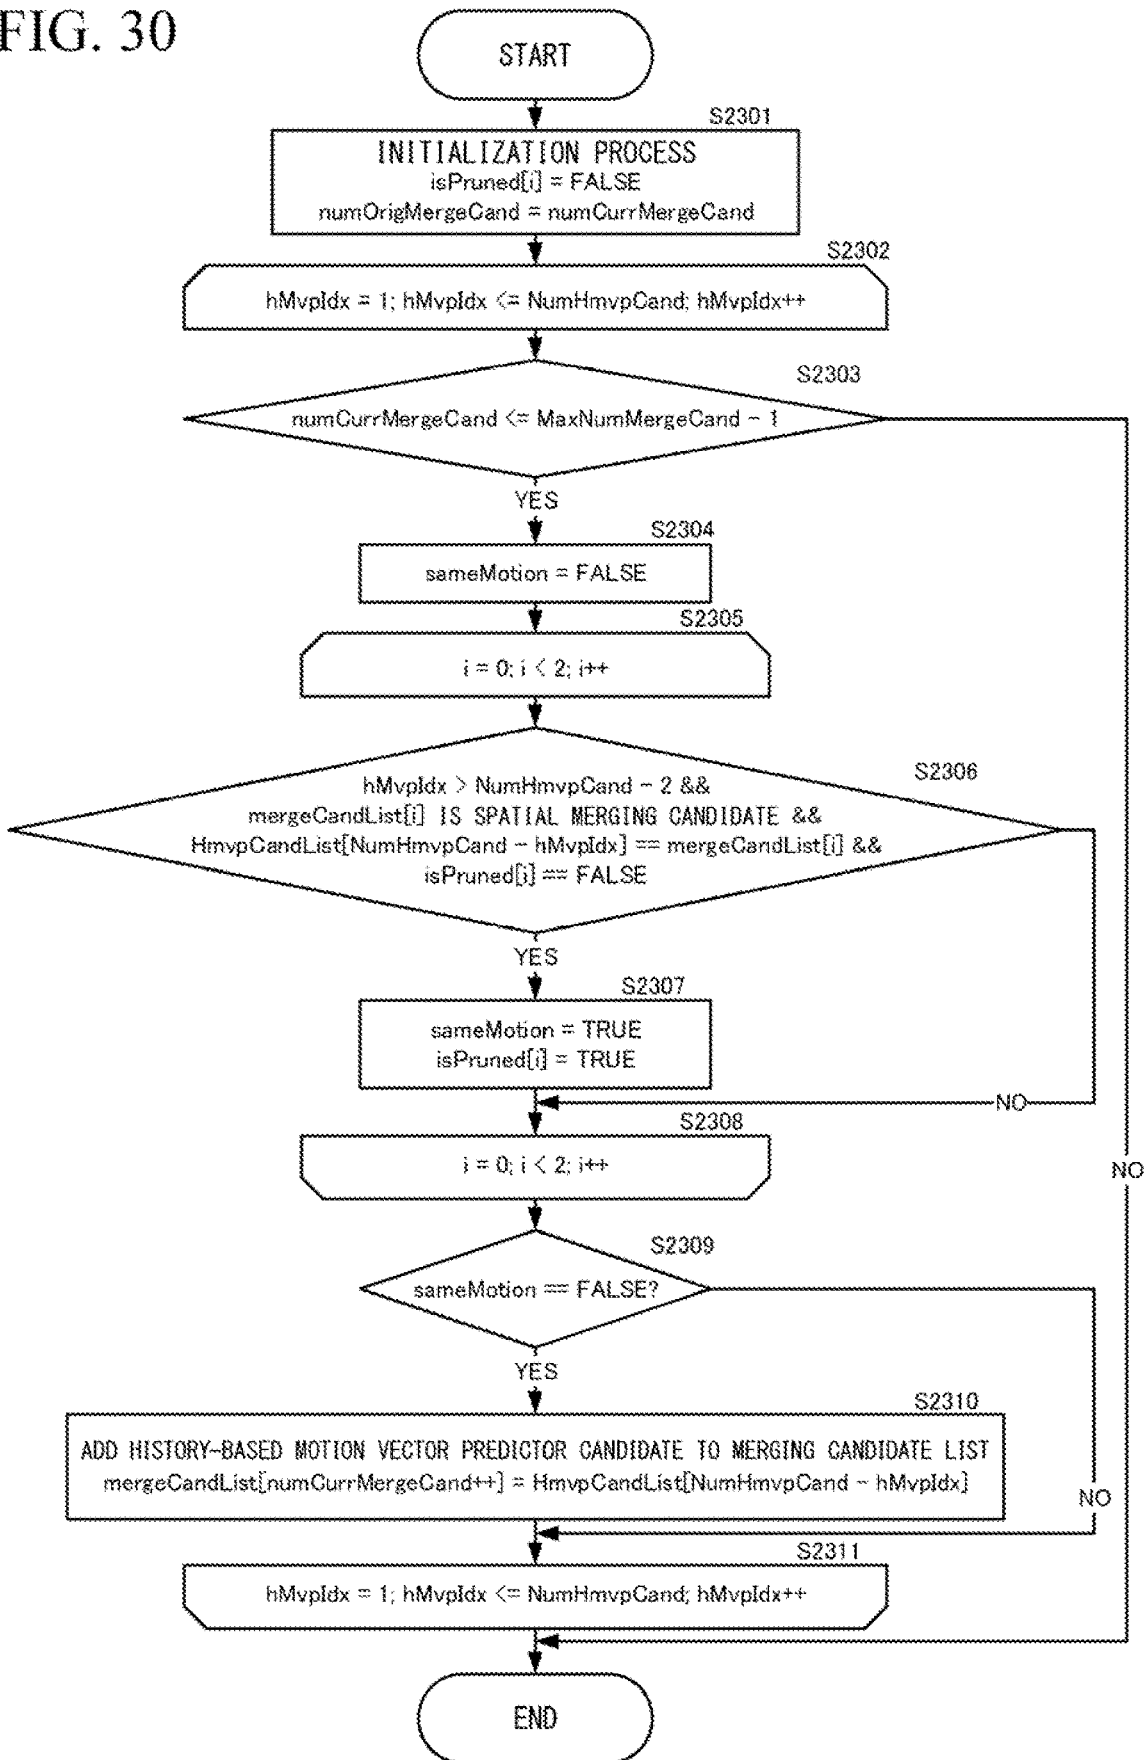 FIG. 30
START
S2301
INITIALIZATION PROCESS
isPruned[i] = FALSE
numOrigMergeCand = numCurrMergeCand
S2302
hMvpIdx = 1; hMvpIdx <= NumHmvpCand; hMvpIdx++
S2303
numCurrMergeCand <= MaxNumMergeCand - 1
YES
S2304
sameMotion = FALSE
S2305
i = 0; i < 2; i++
S2306
hMvpIdx > NumHmvpCand - 2 &&
mergeCandList[i] IS SPATIAL MERGING CANDIDATE &&
HmvpCandList[NumHmvpCand - hMvpIdx] == mergeCandList[i] &&
isPruned[i] == FALSE
YES
S2307
sameMotion = TRUE
isPruned[i] = TRUE
NO
S2308
i = 0; i < 2; i++
NO
S2309
sameMotion == FALSE?
YES
S2310
ADD HISTORY-BASED MOTION VECTOR PREDICTOR CANDIDATE TO MERGING CANDIDATE LIST
mergeCandList[numCurrMergeCand++] = HmvpCandList[NumHmvpCand - hMvpIdx]
NO
S2311
hMvpIdx = 1; hMvpIdx <= NumHmvpCand; hMvpIdx++
END